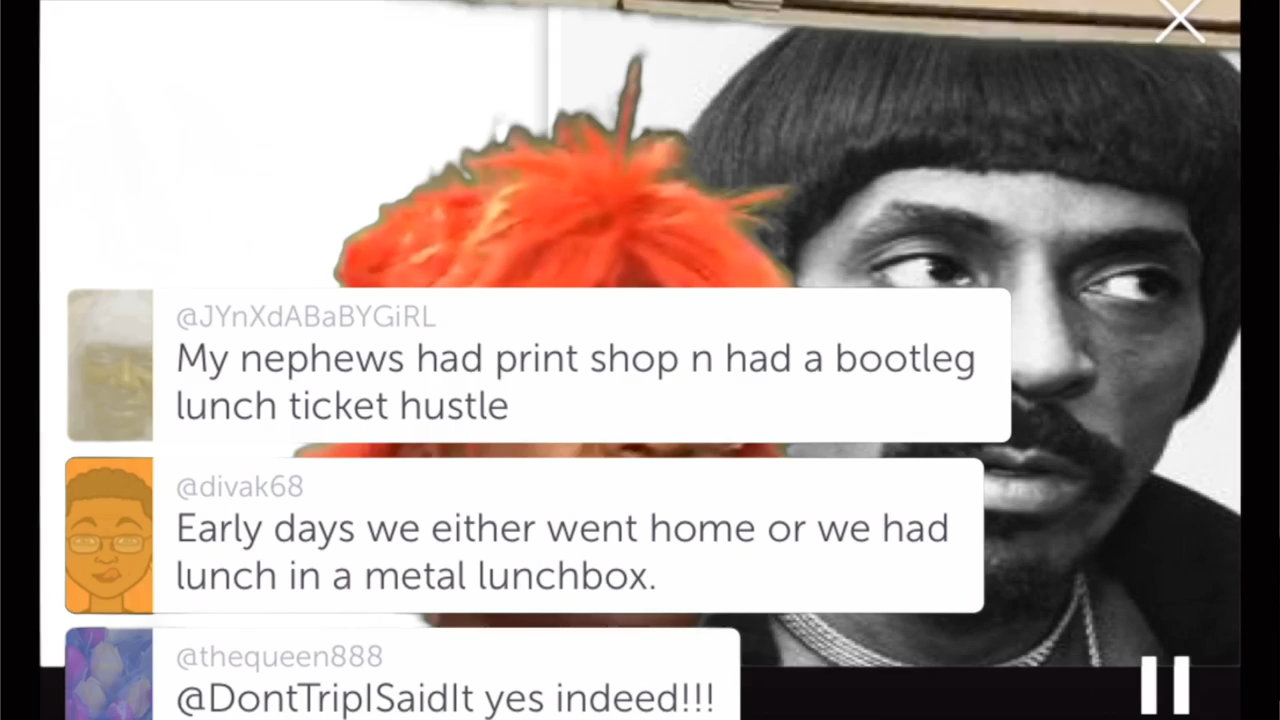 @JYnXdABaBYGiRL
My nephews had print shop n had a bootleg
lunch ticket hustle
@divak68
Early days we either went home or we had
lunch in a metal lunchbox.
@thequeen888
@DontTripISaidIt yes indeed!!!